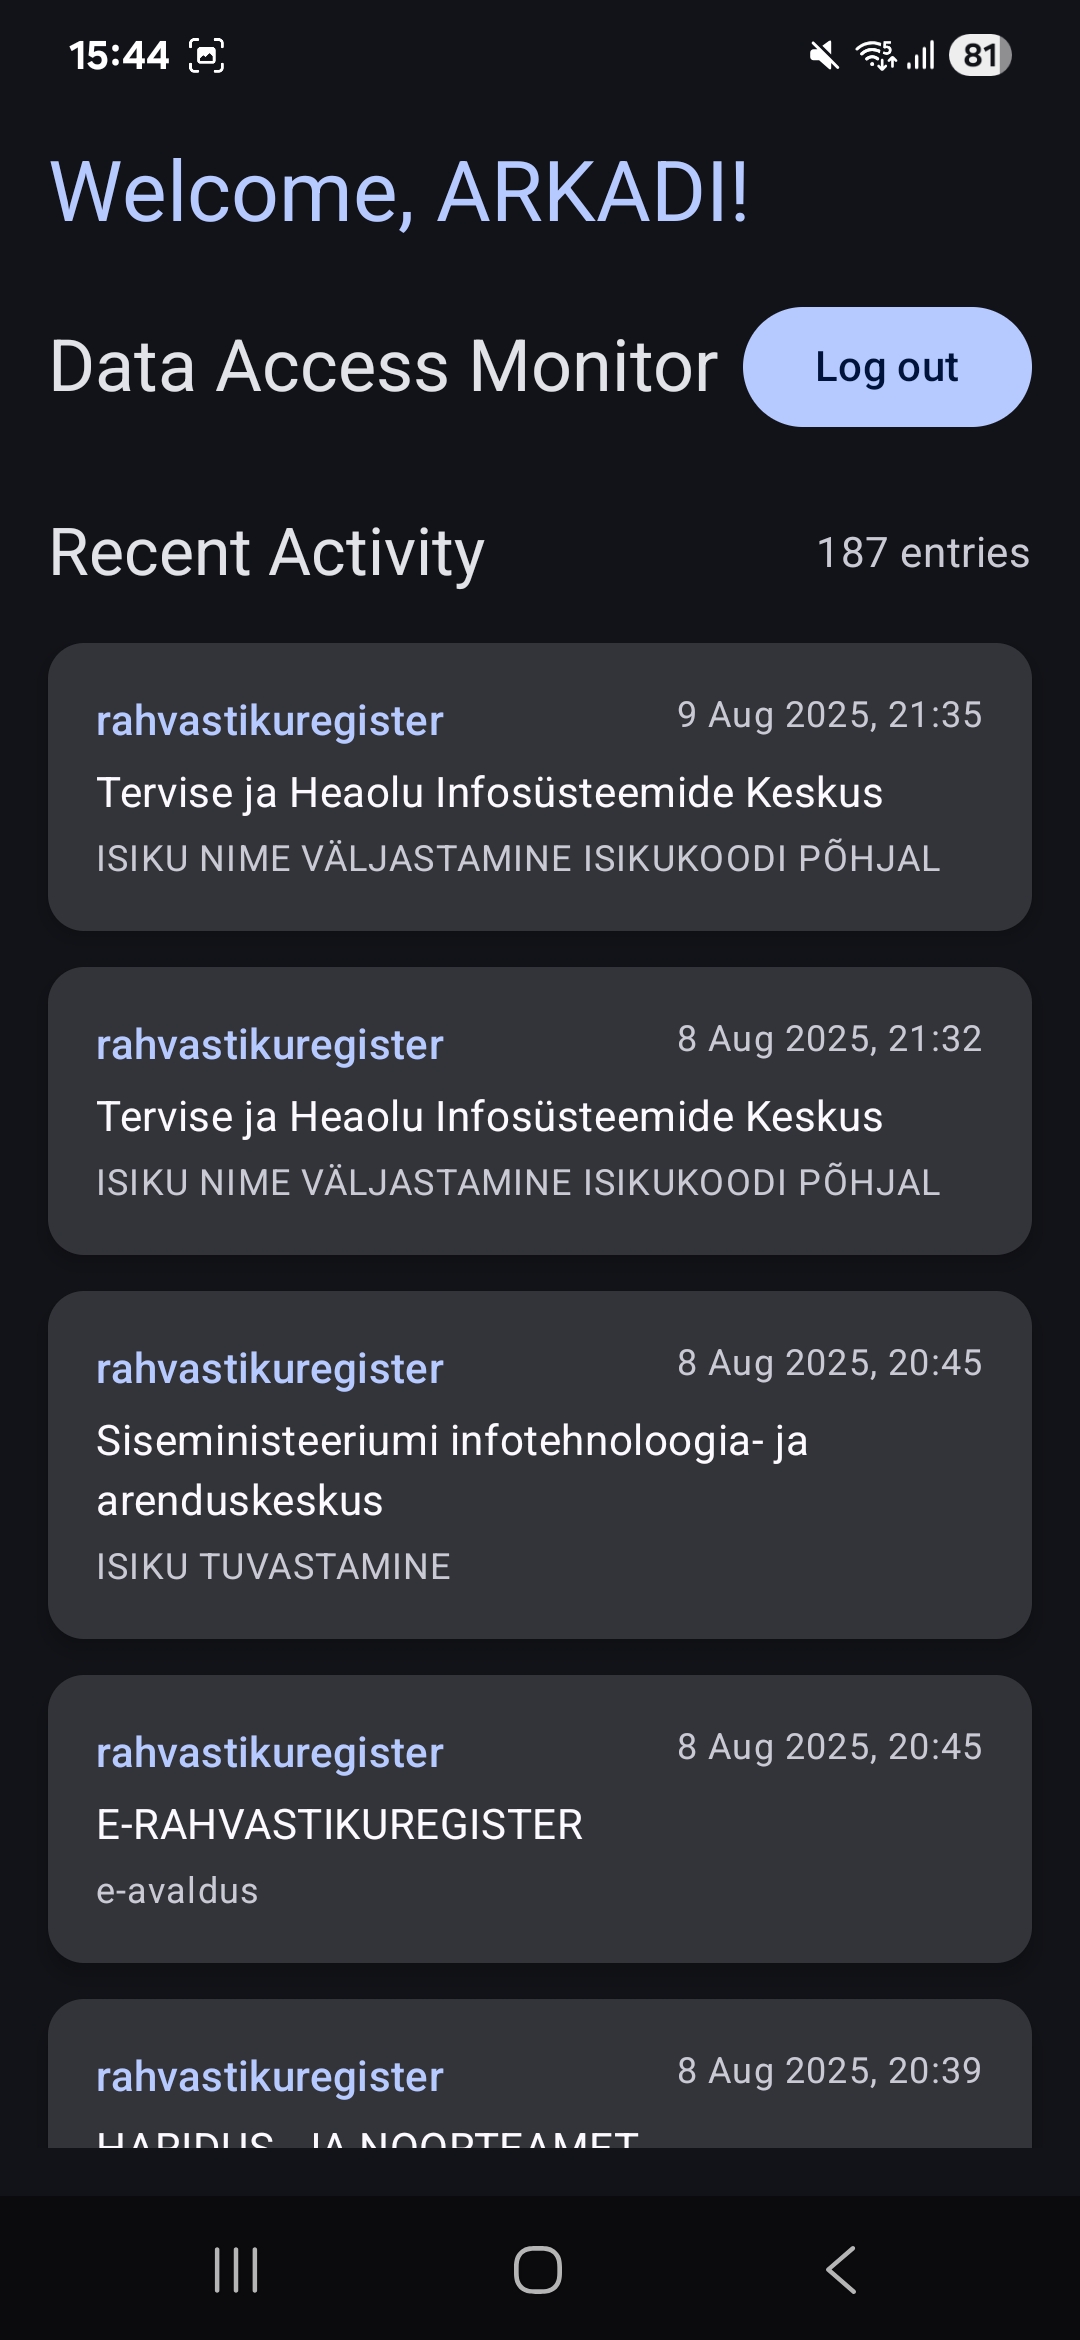 15:44
81
Welcome, ARKADI!
Data Access Monitor
Log out
Recent Activity
187 entries
rahvastikuregister
9 Aug 2025, 21:35
Tervise ja Heaolu Infosüsteemide Keskus
ISIKU NIME VÄLJASTAMINE ISIKUKOODI PÕHJAL
rahvastikuregister
8 Aug 2025, 21:32
Tervise ja Heaolu Infosüsteemide Keskus
ISIKU NIME VÄLJASTAMINE ISIKUKOODI PÕHJAL
rahvastikuregister
8 Aug 2025, 20:45
Siseministeeriumi infotehnoloogia- ja
arenduskeskus
ISIKU TUVASTAMINE
rahvastikuregister
8 Aug 2025, 20:45
E-RAHVASTIKUREGISTER
e-avaldus
rahvastikuregister
8 Aug 2025, 20:39
HARIDUS- JA NOORTEAMET